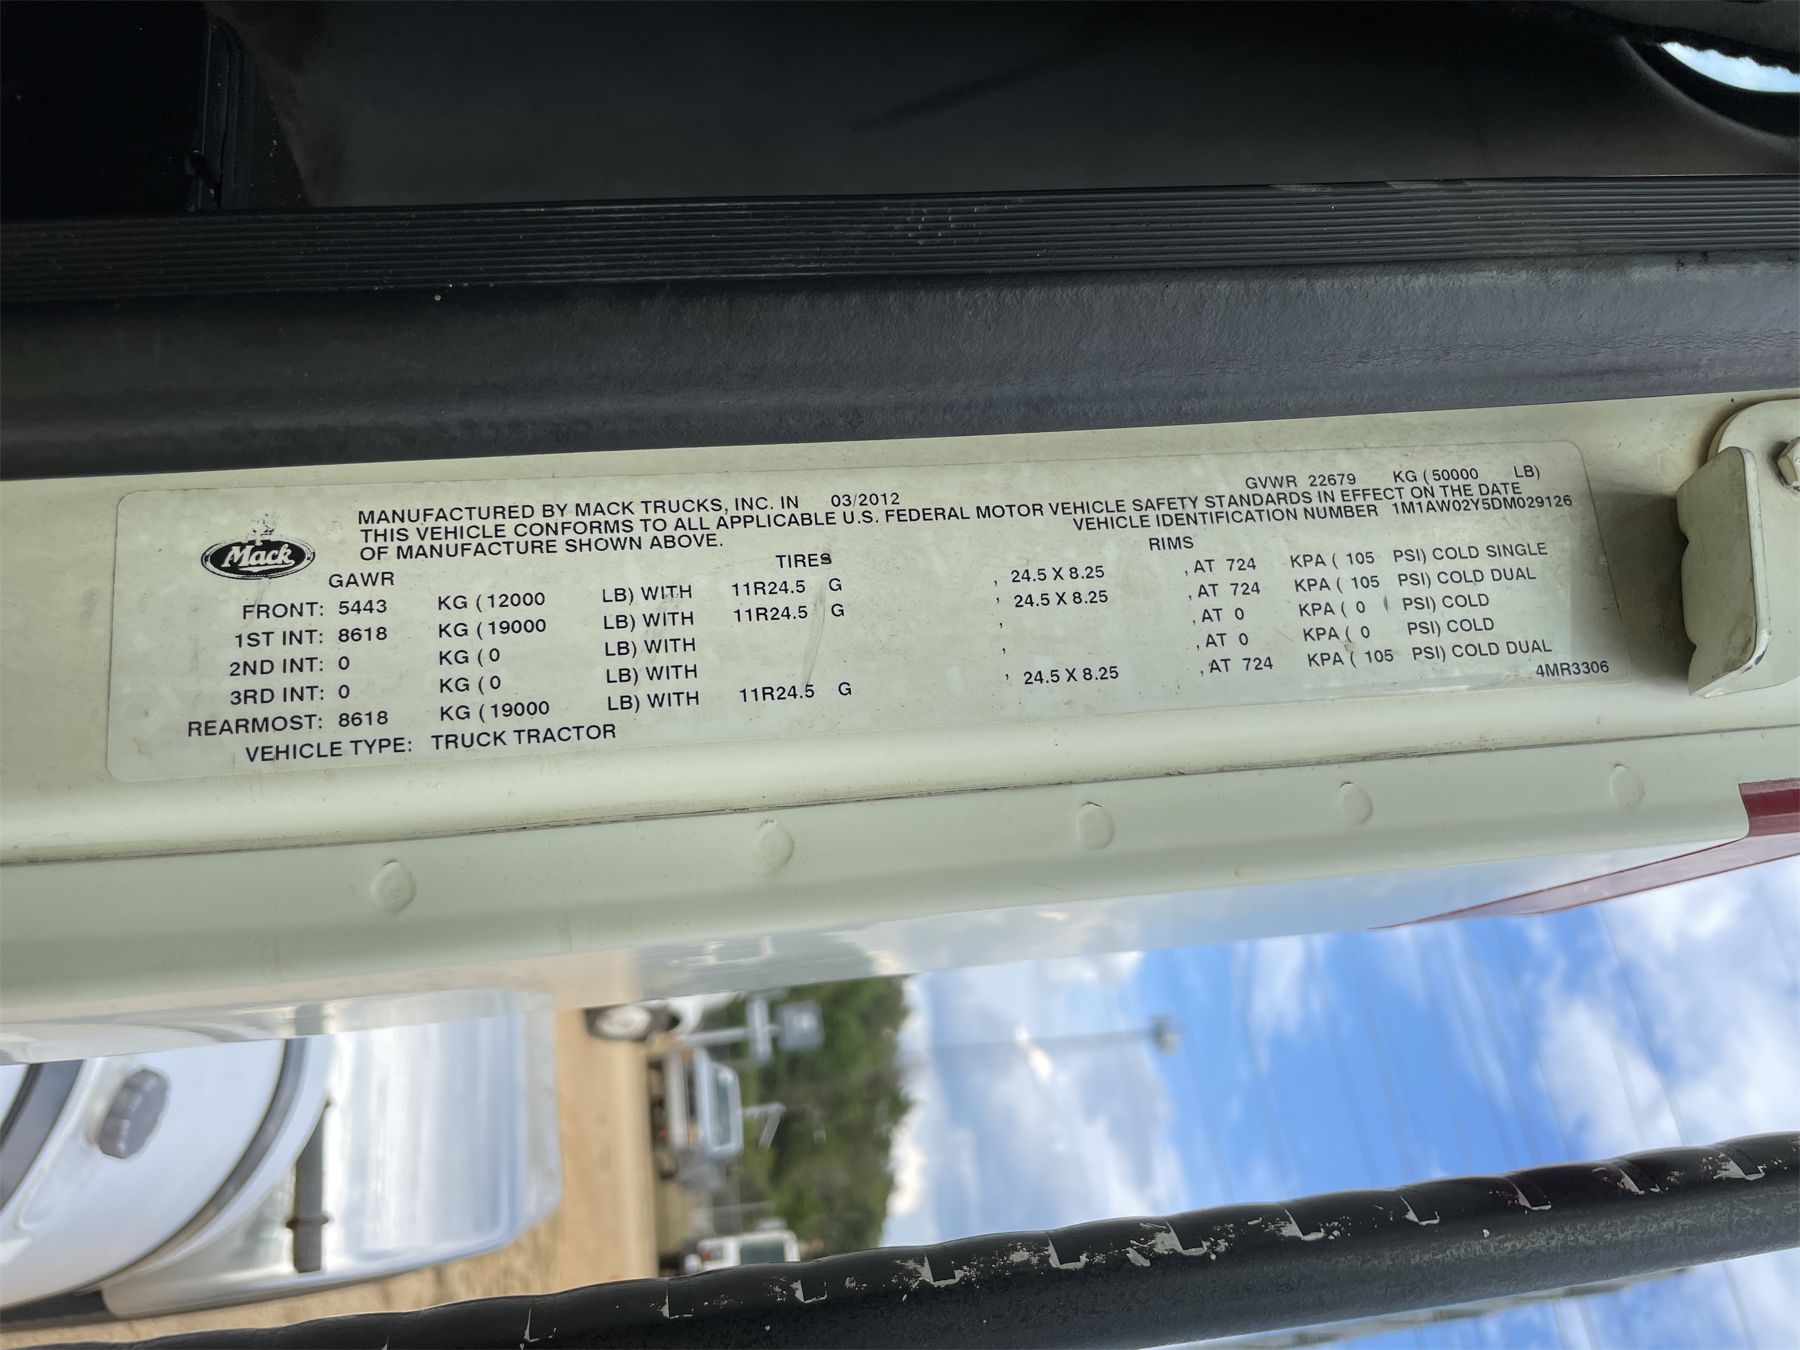 Mack
MANUFACTURED BY MACK TRUCKS, INC. IN 03/2012 GVWR 22679 KG (50000 LB)
THIS VEHICLE CONFORMS TO ALL APPLICABLE U.S. FEDERAL MOTOR VEHICLE SAFETY STANDARDS IN EFFECT ON THE DATE
OF MANUFACTURE SHOWN ABOVE. VEHICLE IDENTIFICATION NUMBER 1M1AW02Y5DM029126
GAWR TIRES RIMS
FRONT: 5443 KG (12000 LB) WITH 11R24.5 G , 24.5 X 8.25 , AT 724 KPA ( 105 PSI) COLD SINGLE
1ST INT: 8618 KG (19000 LB) WITH 11R24.5 G , 24.5 X 8.25 , AT 724 KPA ( 105 PSI) COLD DUAL
2ND INT: 0 KG (0 LB) WITH , , AT 0 KPA ( 0 PSI) COLD
3RD INT: 0 KG (0 LB) WITH , , AT 0 KPA ( 0 PSI) COLD
REARMOST: 8618 KG (19000 LB) WITH 11R24.5 G , 24.5 X 8.25 , AT 724 KPA ( 105 PSI) COLD DUAL
VEHICLE TYPE: TRUCK TRACTOR 4MR3306